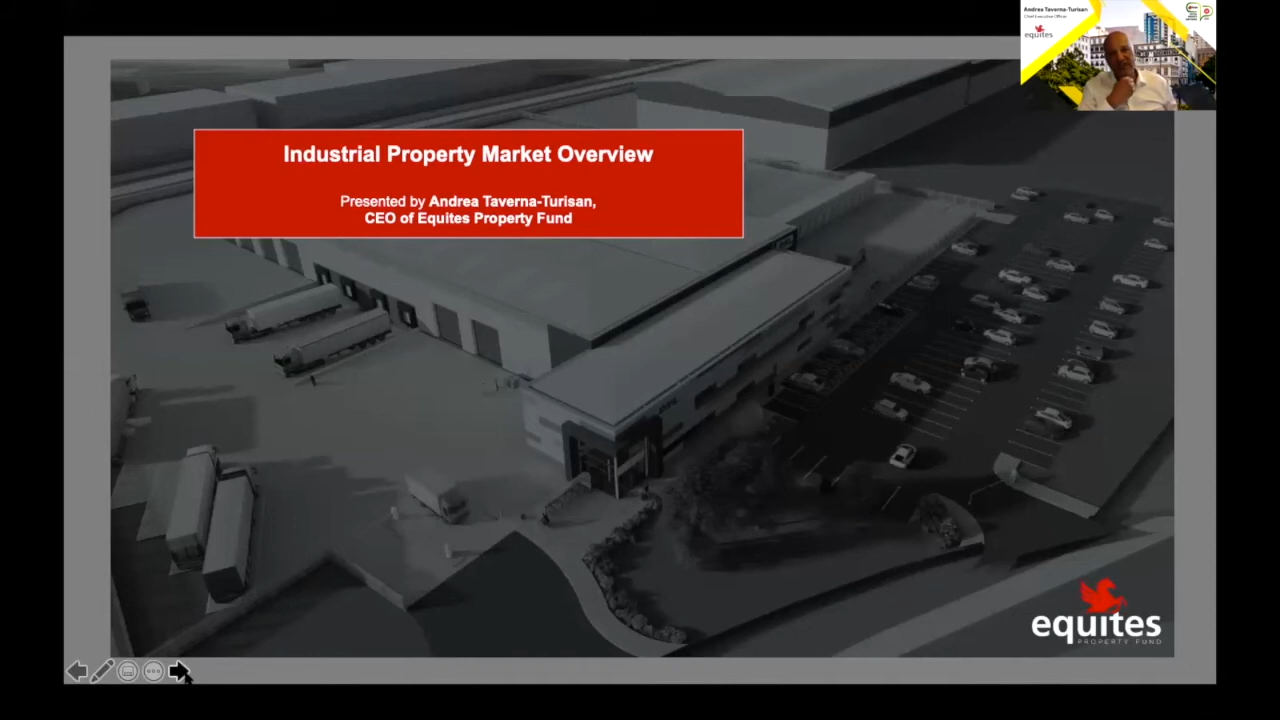 Andrea Taverna-Turisan
Chief Executive Officer
equites
Industrial Property Market Overview
Presented by Andrea Taverna-Turisan,
CEO of Equites Property Fund
equites
PROPERTY FUND